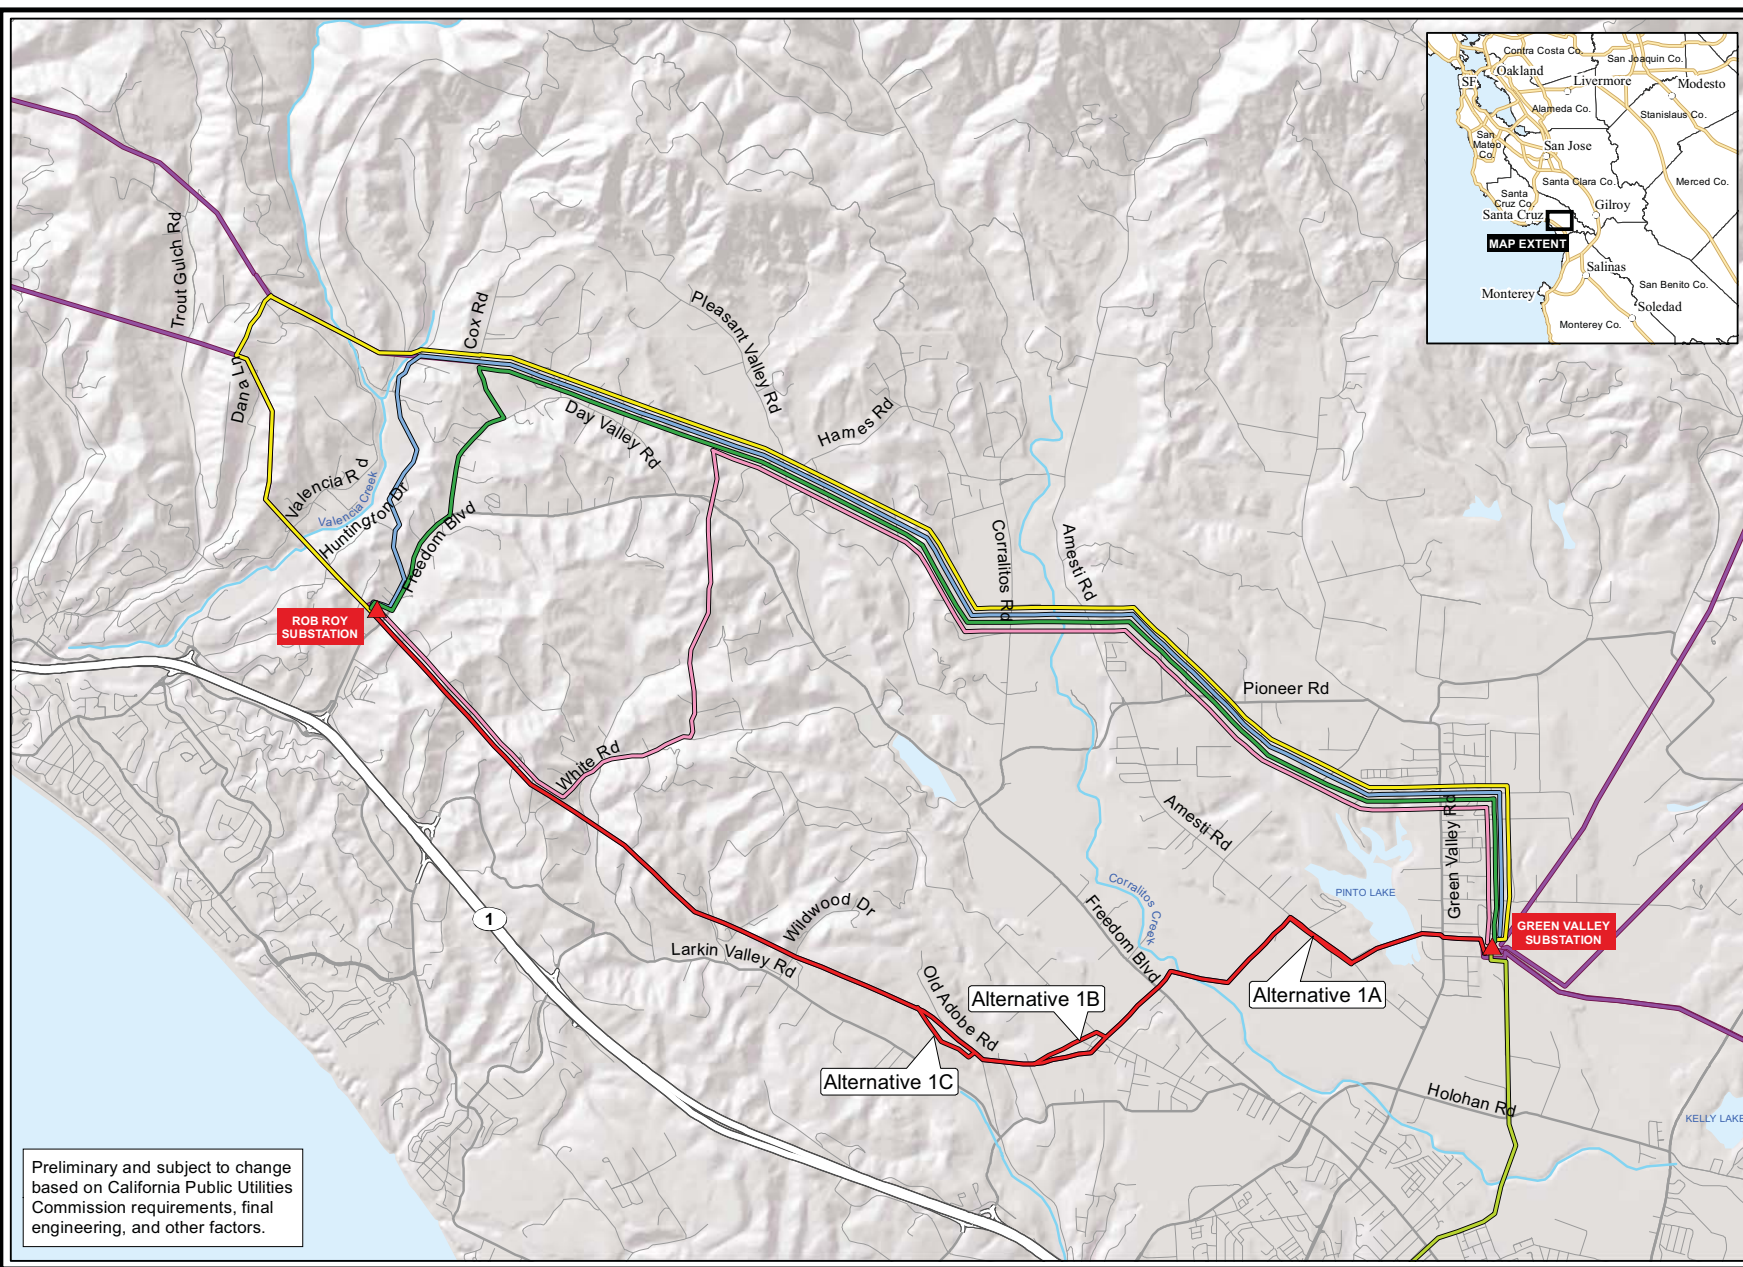 Contra Costa Co.
San Joaquin Co.
SF
Oakland
Livermore
Modesto
Alameda Co.
Stanislaus Co.
San
Mateo
Co.
San Jose
Santa Clara Co.
Merced Co.
Santa
Cruz Co.
Santa Cruz
Gilroy
MAP EXTENT
Salinas
San Benito Co.
Monterey
Soledad
Monterey Co.
Trout Gulch Rd
Cox Rd
Pleasant Valley Rd
Dana Ln
Day Valley Rd
Hames Rd
Valencia Rd
Valencia Creek
Huntington Dr
Freedom Blvd
Corralitos Rd
Amesti Rd
ROB ROY
SUBSTATION
Pioneer Rd
White Rd
Amesti Rd
Green Valley Rd
PINTO LAKE
Corralitos Creek
Freedom Blvd
Wildwood Dr
1
Larkin Valley Rd
GREEN VALLEY
SUBSTATION
Old Adobe Rd
Alternative 1B
Alternative 1A
Alternative 1C
Holohan Rd
KELLY LAKE
Preliminary and subject to change
based on California Public Utilities
Commission requirements, final
engineering, and other factors.